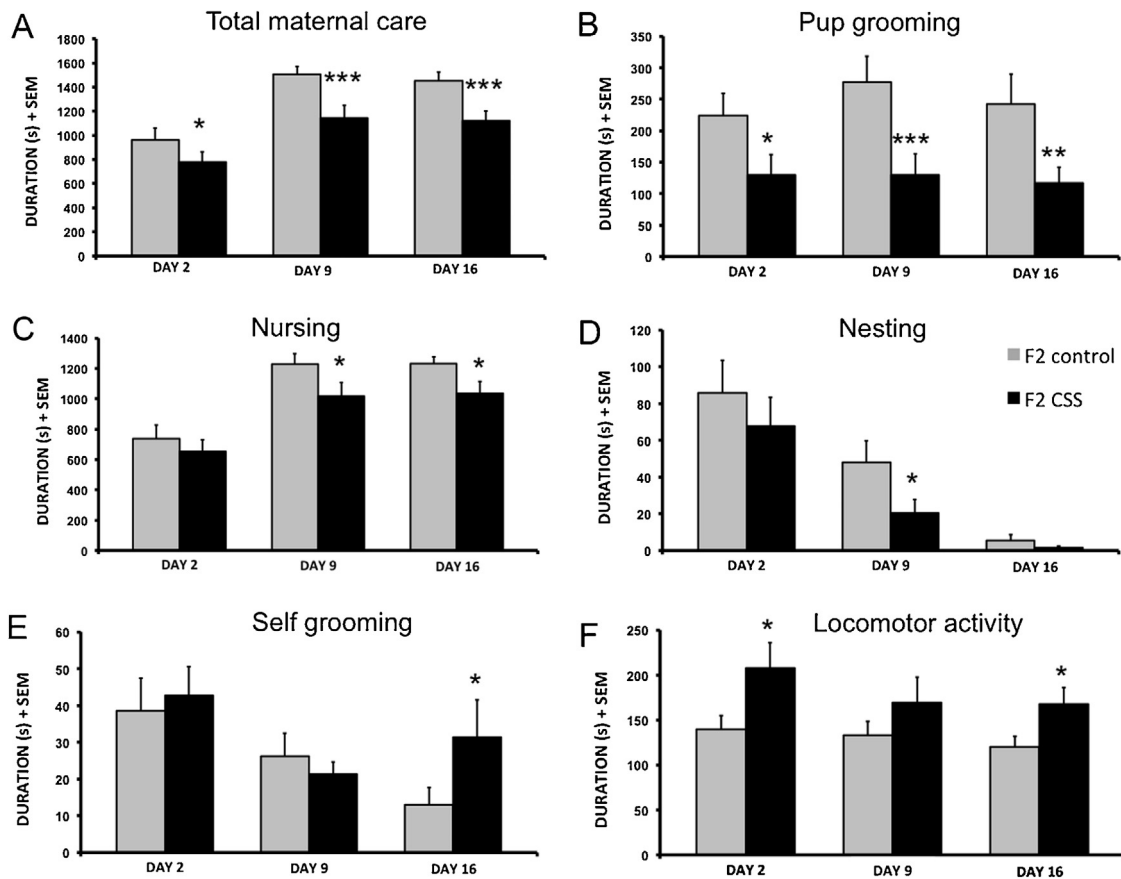 A
Total maternal care
DURATION (s) + SEM
1800
1600
1400
1200
1000
800
600
400
200
0
*
***
***
DAY 2
DAY 9
DAY 16
B
Pup grooming
DURATION (s) + SEM
350
300
250
200
150
100
50
0
*
***
**
DAY 2
DAY 9
DAY 16
C
Nursing
DURATION (s) + SEM
1400
1200
1000
800
600
400
200
0
*
*
DAY 2
DAY 9
DAY 16
D
Nesting
DURATION (s) + SEM
120
100
80
60
40
20
0
*
F2 control
F2 CSS
DAY 2
DAY 9
DAY 16
E
Self grooming
DURATION (s) + SEM
60
50
40
30
20
10
0
*
DAY 2
DAY 9
DAY 16
F
Locomotor activity
DURATION (s) + SEM
250
200
150
100
50
0
*
*
DAY 2
DAY 9
DAY 16